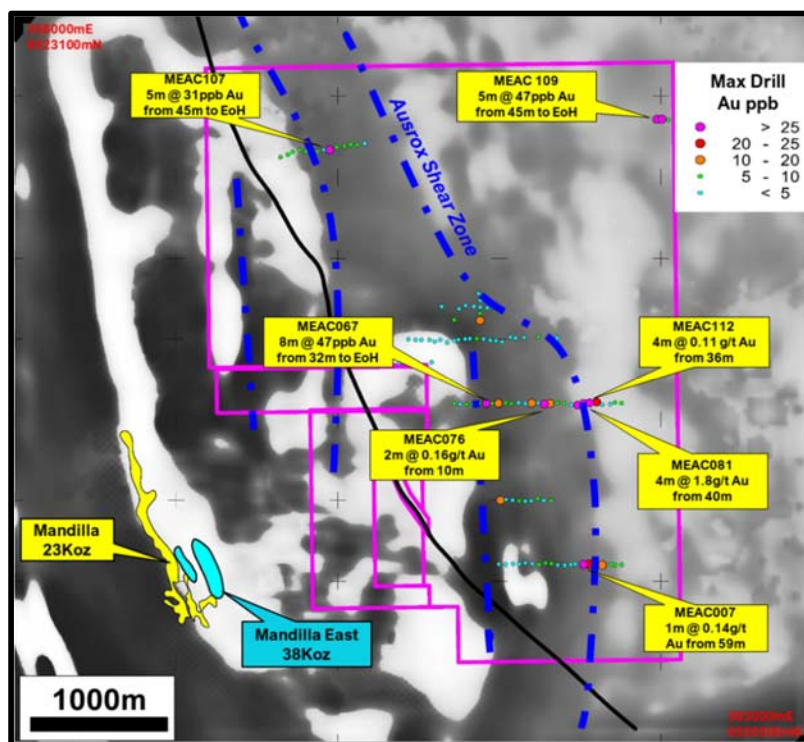 MEAC107
5m @ 31ppb Au
from 45m to EoH
MEAC 109
5m @ 47ppb Au
from 45m to EoH
Max Drill
Au ppb
> 25
20 - 25
10 - 20
5 - 10
< 5
Ausrox Shear Zone
MEAC067
8m @ 47ppb Au
from 32m to EoH
MEAC112
4m @ 0.11 g/t Au
from 36m
MEAC076
2m @ 0.16g/t Au
from 10m
MEAC081
4m @ 1.8g/t Au
from 40m
Mandilla
23Koz
Mandilla East
38Koz
MEAC007
1m @ 0.14g/t
Au from 59m
1000m